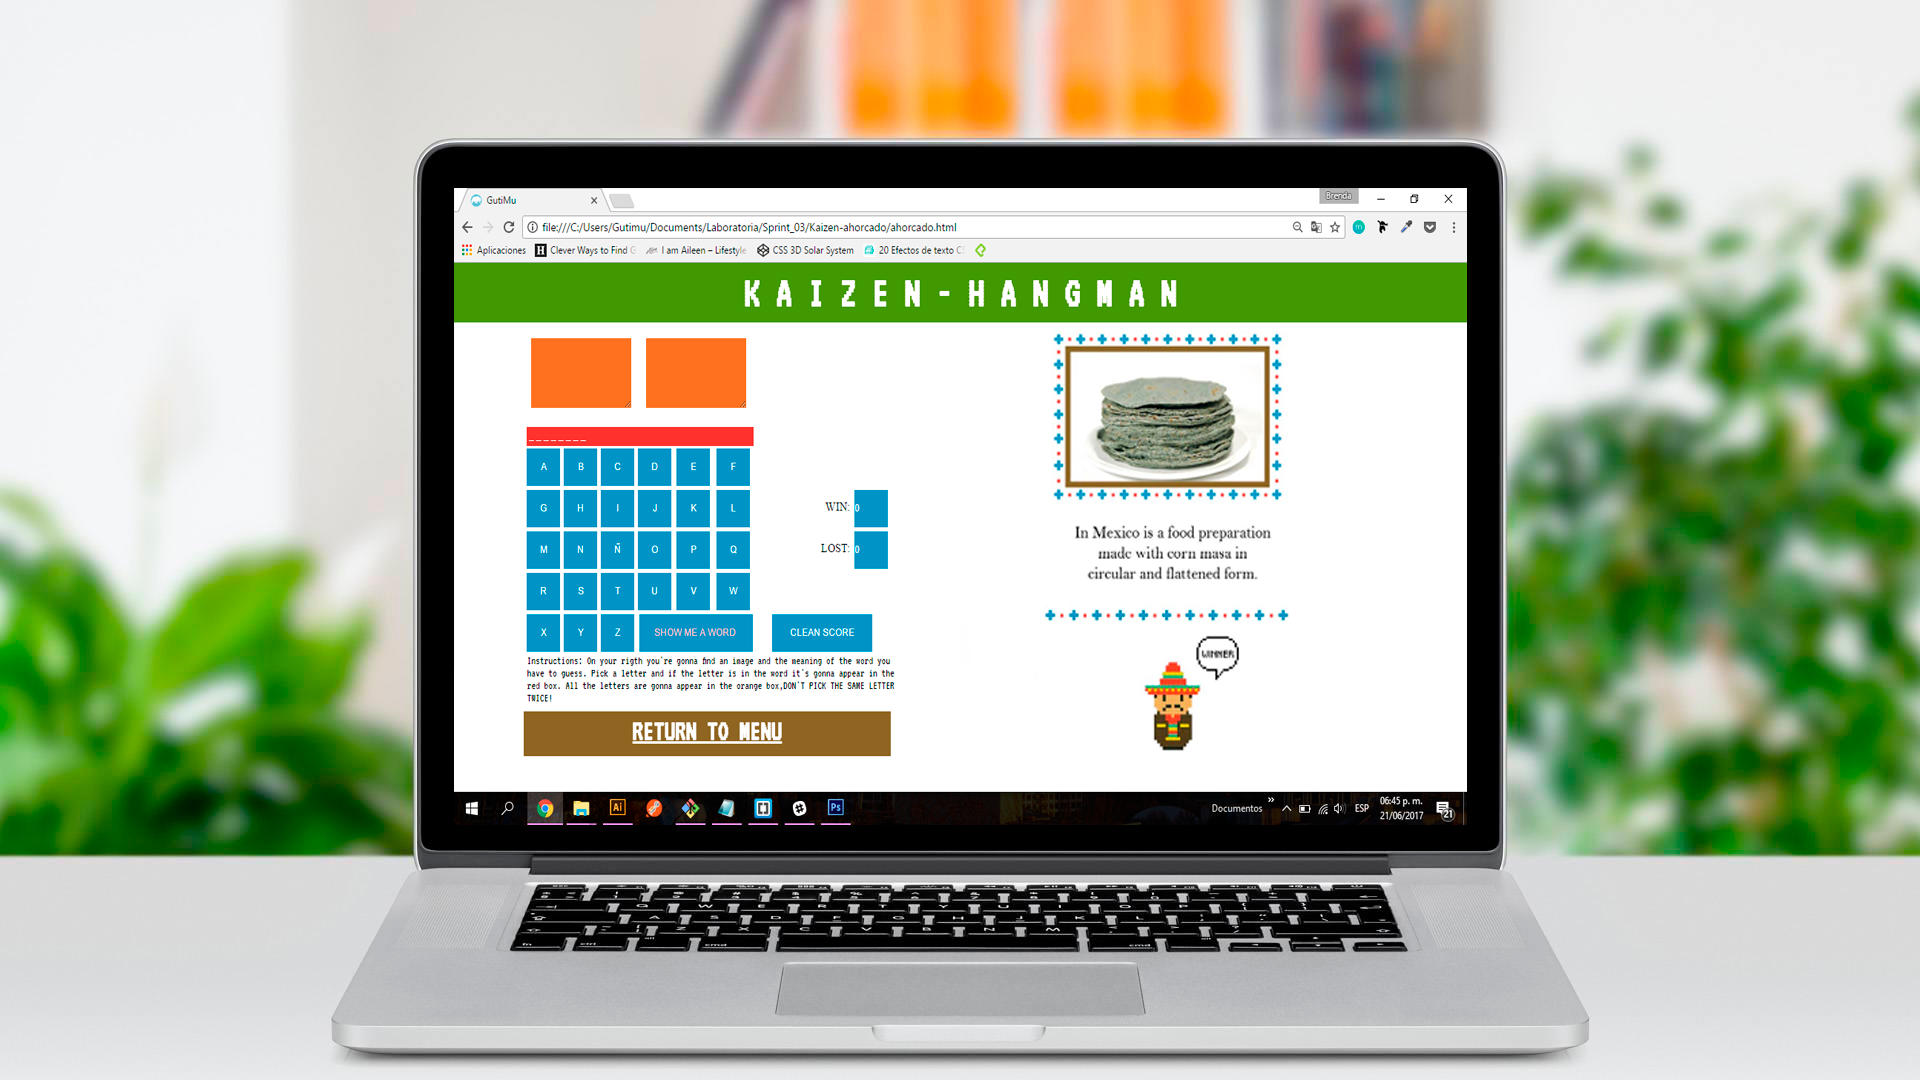 GutiMu
Brenda
file:///C:/Users/Gutimu/Documents/Laboratoria/Sprint_03/Kaizen-ahorcado/ahorcado.html
Aplicaciones
Clever Ways to Find
I am Aileen – Lifestyle
CSS 3D Solar System
20 Efectos de texto
KAIZEN-HANGMAN
________
A B C D E F
G H I J K L
M N Ñ O P Q
R S T U V W
X Y Z SHOW ME A WORD CLEAN SCORE
WIN: 0
LOST: 0
Instructions: On your rigth you're gonna find an image and the meaning of the word you
have to guess. Pick a letter and if the letter is in the word it's gonna appear in the
red box. All the letters are gonna appear in the orange box,DON'T PICK THE SAME LETTER
TWICE!
RETURN TO MENU
In Mexico is a food preparation
made with corn masa in
circular and flattened form.
WINNER
Ai
Ps
Documentos
ESP
06:45 p. m.
21/06/2017
21